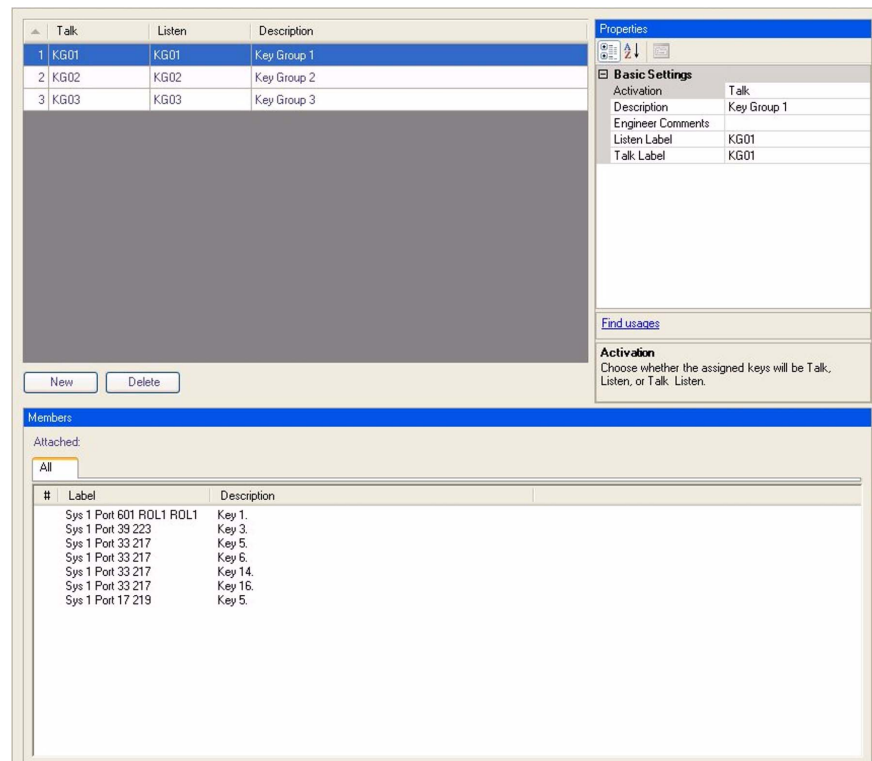 Talk Listen Description
1 KG01 KG01 Key Group 1
2 KG02 KG02 Key Group 2
3 KG03 KG03 Key Group 3
New Delete
Properties
Basic Settings
Activation Talk
Description Key Group 1
Engineer Comments
Listen Label KG01
Talk Label KG01
Find usages
Activation
Choose whether the assigned keys will be Talk,
Listen, or Talk Listen.
Members
Attached:
All
# Label Description
Sys 1 Port 601 ROL1 ROL1 Key 1.
Sys 1 Port 39 223 Key 3.
Sys 1 Port 33 217 Key 5.
Sys 1 Port 33 217 Key 6.
Sys 1 Port 33 217 Key 14.
Sys 1 Port 33 217 Key 16.
Sys 1 Port 17 219 Key 5.